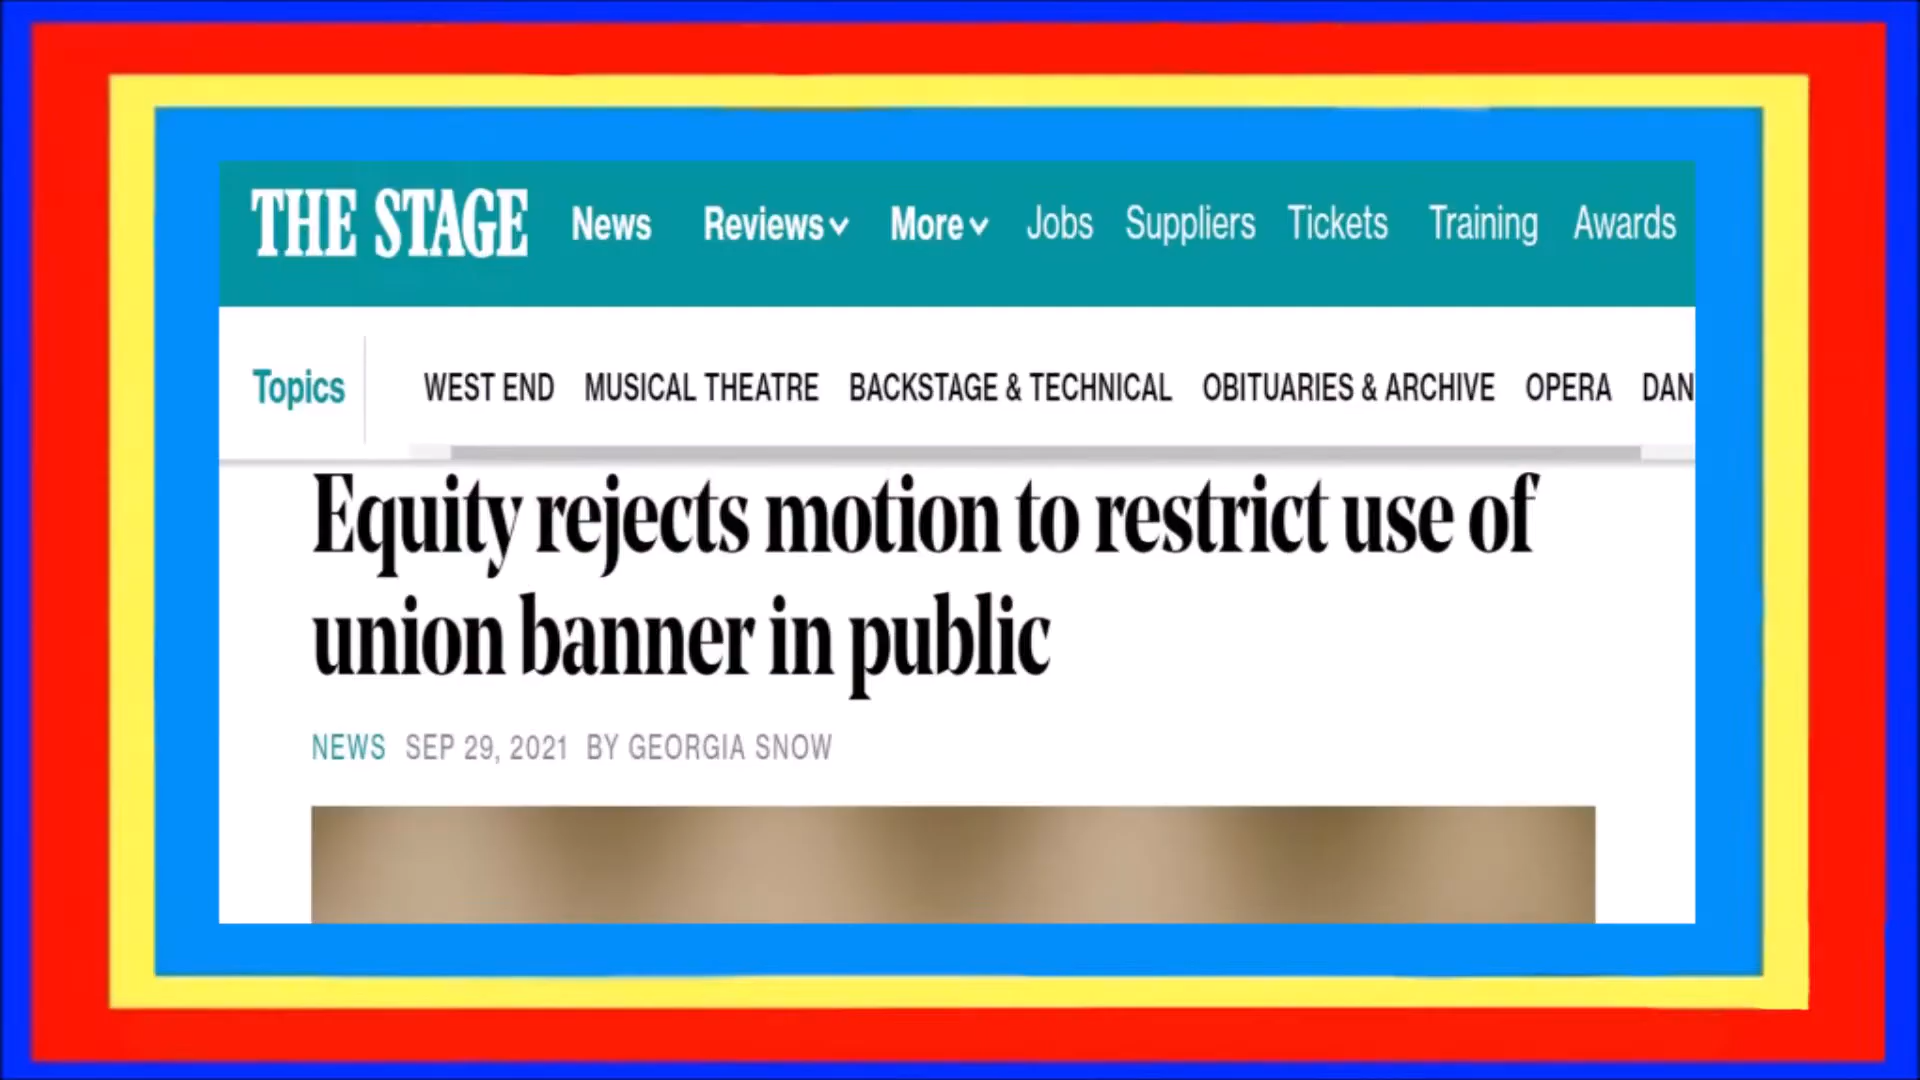 THE STAGE News Reviews More Jobs Suppliers Tickets Training Awards
Topics WEST END MUSICAL THEATRE BACKSTAGE & TECHNICAL OBITUARIES & ARCHIVE OPERA DAN
Equity rejects motion to restrict use of
union banner in public
NEWS SEP 29, 2021 BY GEORGIA SNOW